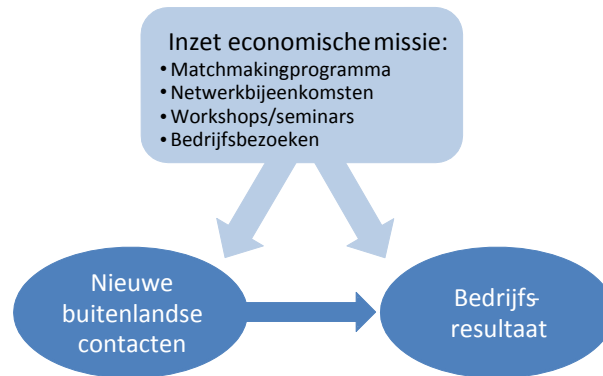 Inzet economische missie:
• Matchmakingprogramma
• Netwerkbijeenkomsten
• Workshops/seminars
• Bedrijfsbezoeken
Nieuwe
buitenlandse
contacten
Bedrijfs-
resultaat